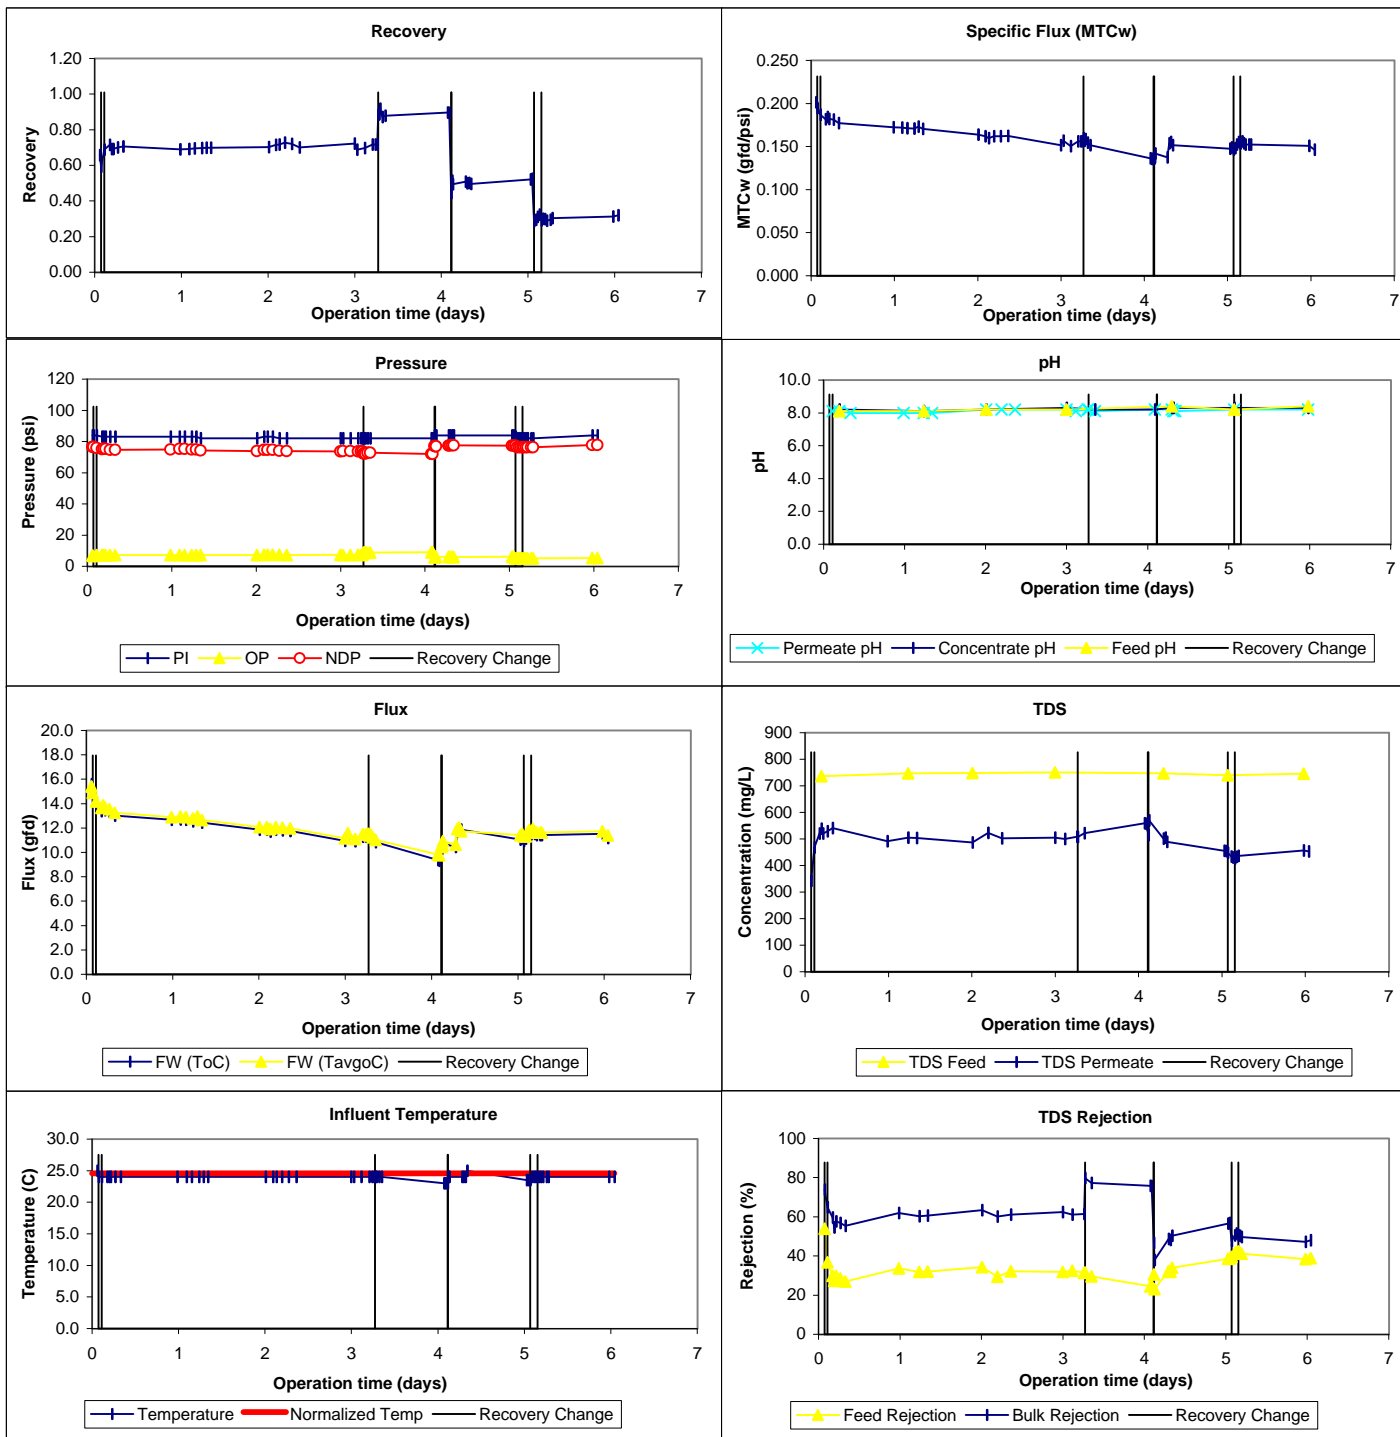 Recovery
1.20
1.00
0.80
0.60
0.40
0.20
0.00
Recovery
0 1 2 3 4 5 6 7
Operation time (days)
Specific Flux (MTCw)
0.250
0.200
0.150
0.100
0.050
0.000
MTCw (gfd/psi)
0 1 2 3 4 5 6 7
Operation time (days)
Pressure
120
100
80
60
40
20
0
Pressure (psi)
0 1 2 3 4 5 6 7
Operation time (days)
PI OP NDP Recovery Change
pH
10.0
8.0
6.0
4.0
2.0
0.0
pH
0 1 2 3 4 5 6 7
Operation time (days)
Permeate pH Concentrate pH Feed pH Recovery Change
Flux
20.0
18.0
16.0
14.0
12.0
10.0
8.0
6.0
4.0
2.0
0.0
Flux (gfd)
0 1 2 3 4 5 6 7
Operation time (days)
FW (ToC) FW (TavgoC) Recovery Change
TDS
900
800
700
600
500
400
300
200
100
0
Concentration (mg/L)
0 1 2 3 4 5 6 7
Operation time (days)
TDS Feed TDS Permeate Recovery Change
Influent Temperature
30.0
25.0
20.0
15.0
10.0
5.0
0.0
Temperature (C)
0 1 2 3 4 5 6 7
Operation time (days)
Temperature Normalized Temp Recovery Change
TDS Rejection
100
80
60
40
20
0
Rejection (%)
0 1 2 3 4 5 6 7
Operation time (days)
Feed Rejection Bulk Rejection Recovery Change